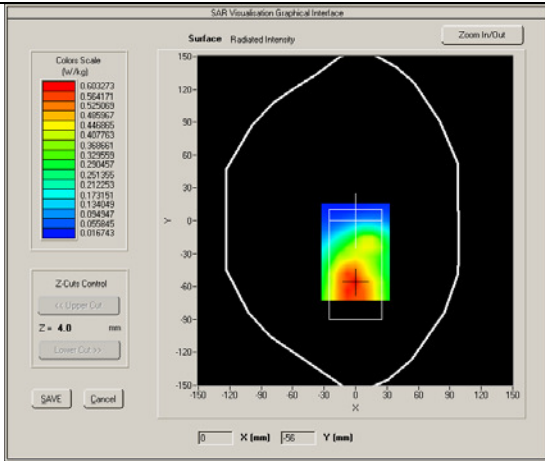 SAR Visualisation Graphical Interface
Surface Radiated Intensity
Zoom In/Out
Colors Scale
(W/kg)
0.603273
0.564171
0.525069
0.485967
0.446865
0.407763
0.368661
0.329559
0.290457
0.251355
0.212253
0.173151
0.134049
0.094947
0.055845
0.016743
Z-Cuts Control
<< Upper Cut
Z = 4.0 mm
Lower Cut >>
SAVE Cancel
150-
120-
90-
60-
30-
0-
-30-
-60-
-90-
-120-
-150-
Y
-150 -120 -90 -60 -30 0 30 60 90 120 150
X
0 X (mm) -56 Y (mm)